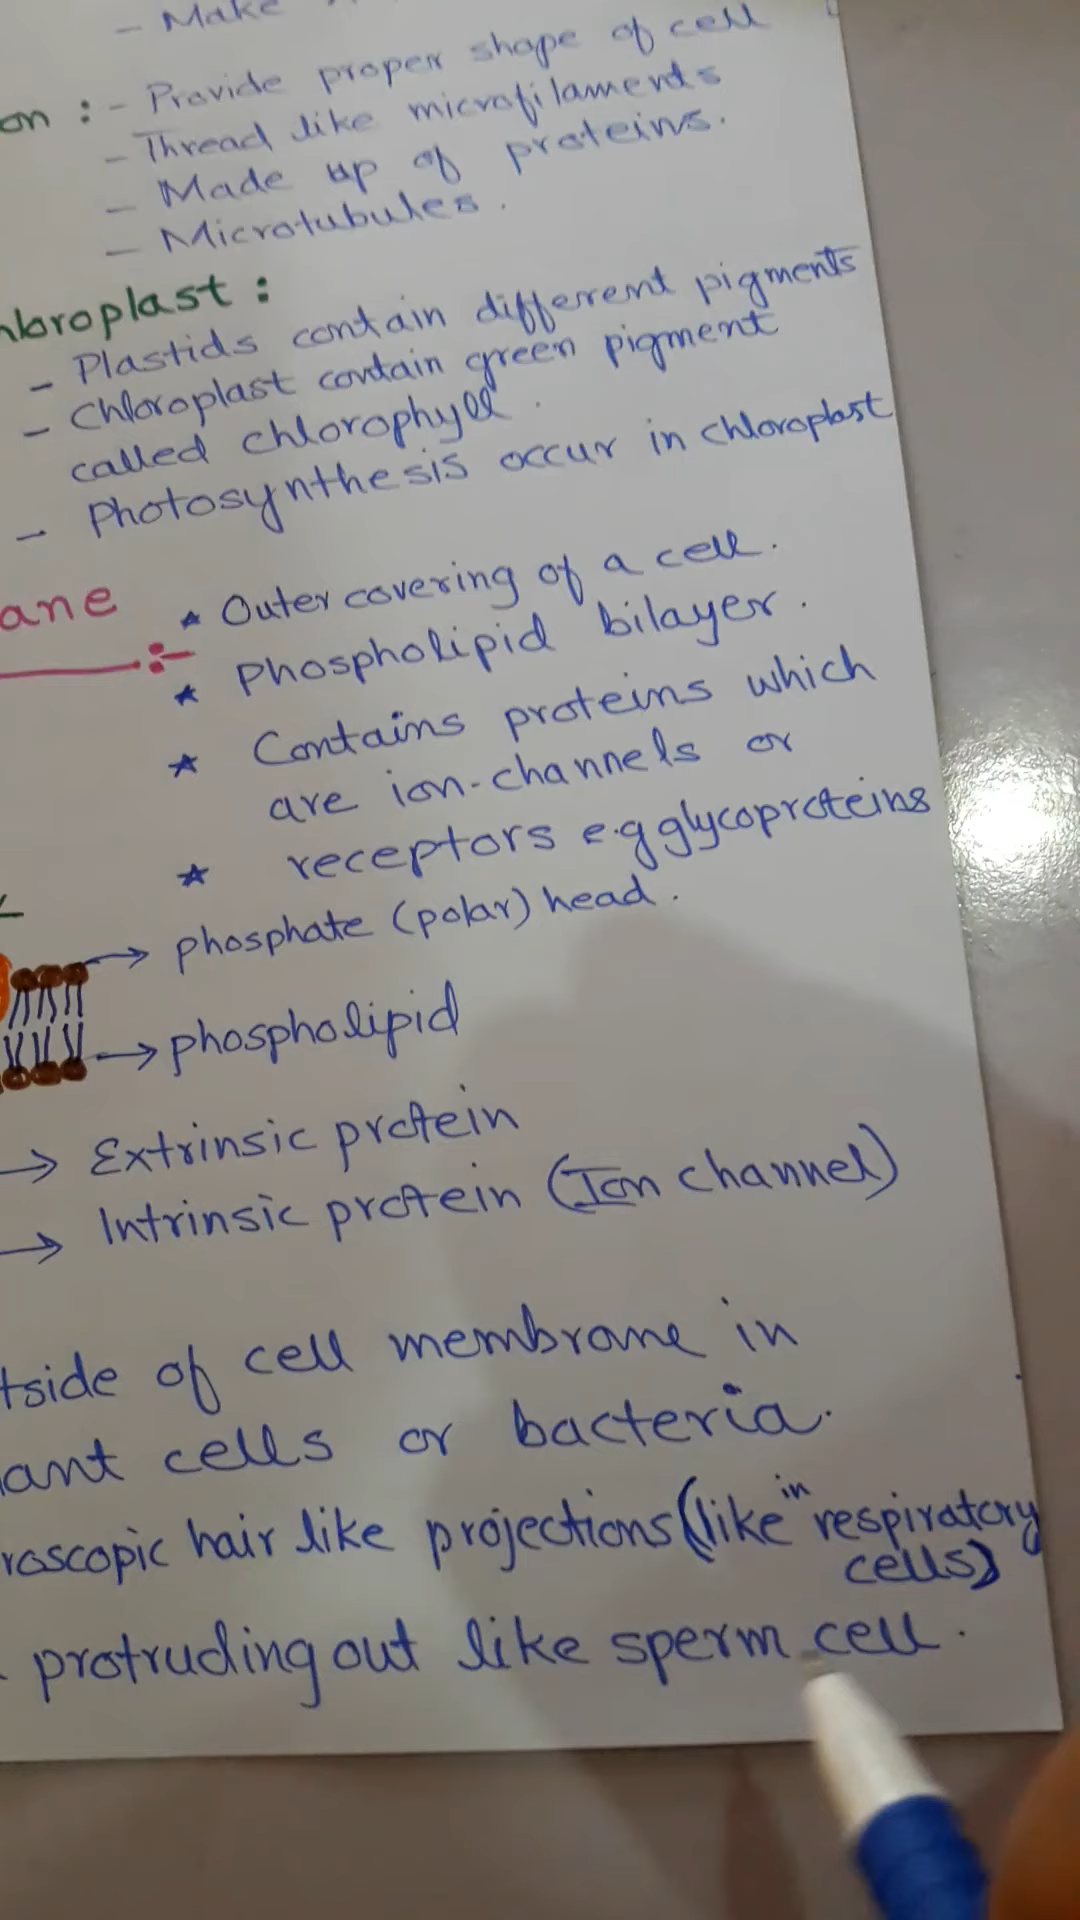 - Make
on : - Provide proper shape of cell
- Thread like microfilaments
- Made up of proteins.
- Microtubules.
hloroplast :
- Plastids contain different pigments
- Chloroplast contain green pigment
called chlorophyll.
- Photosynthesis occur in chloroplast
ane :- * Outer covering of a cell.
* Phospholipid bilayer.
* Contains proteins which
are ion-channels or
* receptors e.g glycoproteins
→ phosphate (polar) head.
→ phospholipid
→ Extrinsic protein
→ Intrinsic protein (Ion channel)
tside of cell membrane in
ant cells or bacteria.
roscopic hair like projections (like in respiratory
cells)
- protruding out like sperm cell.